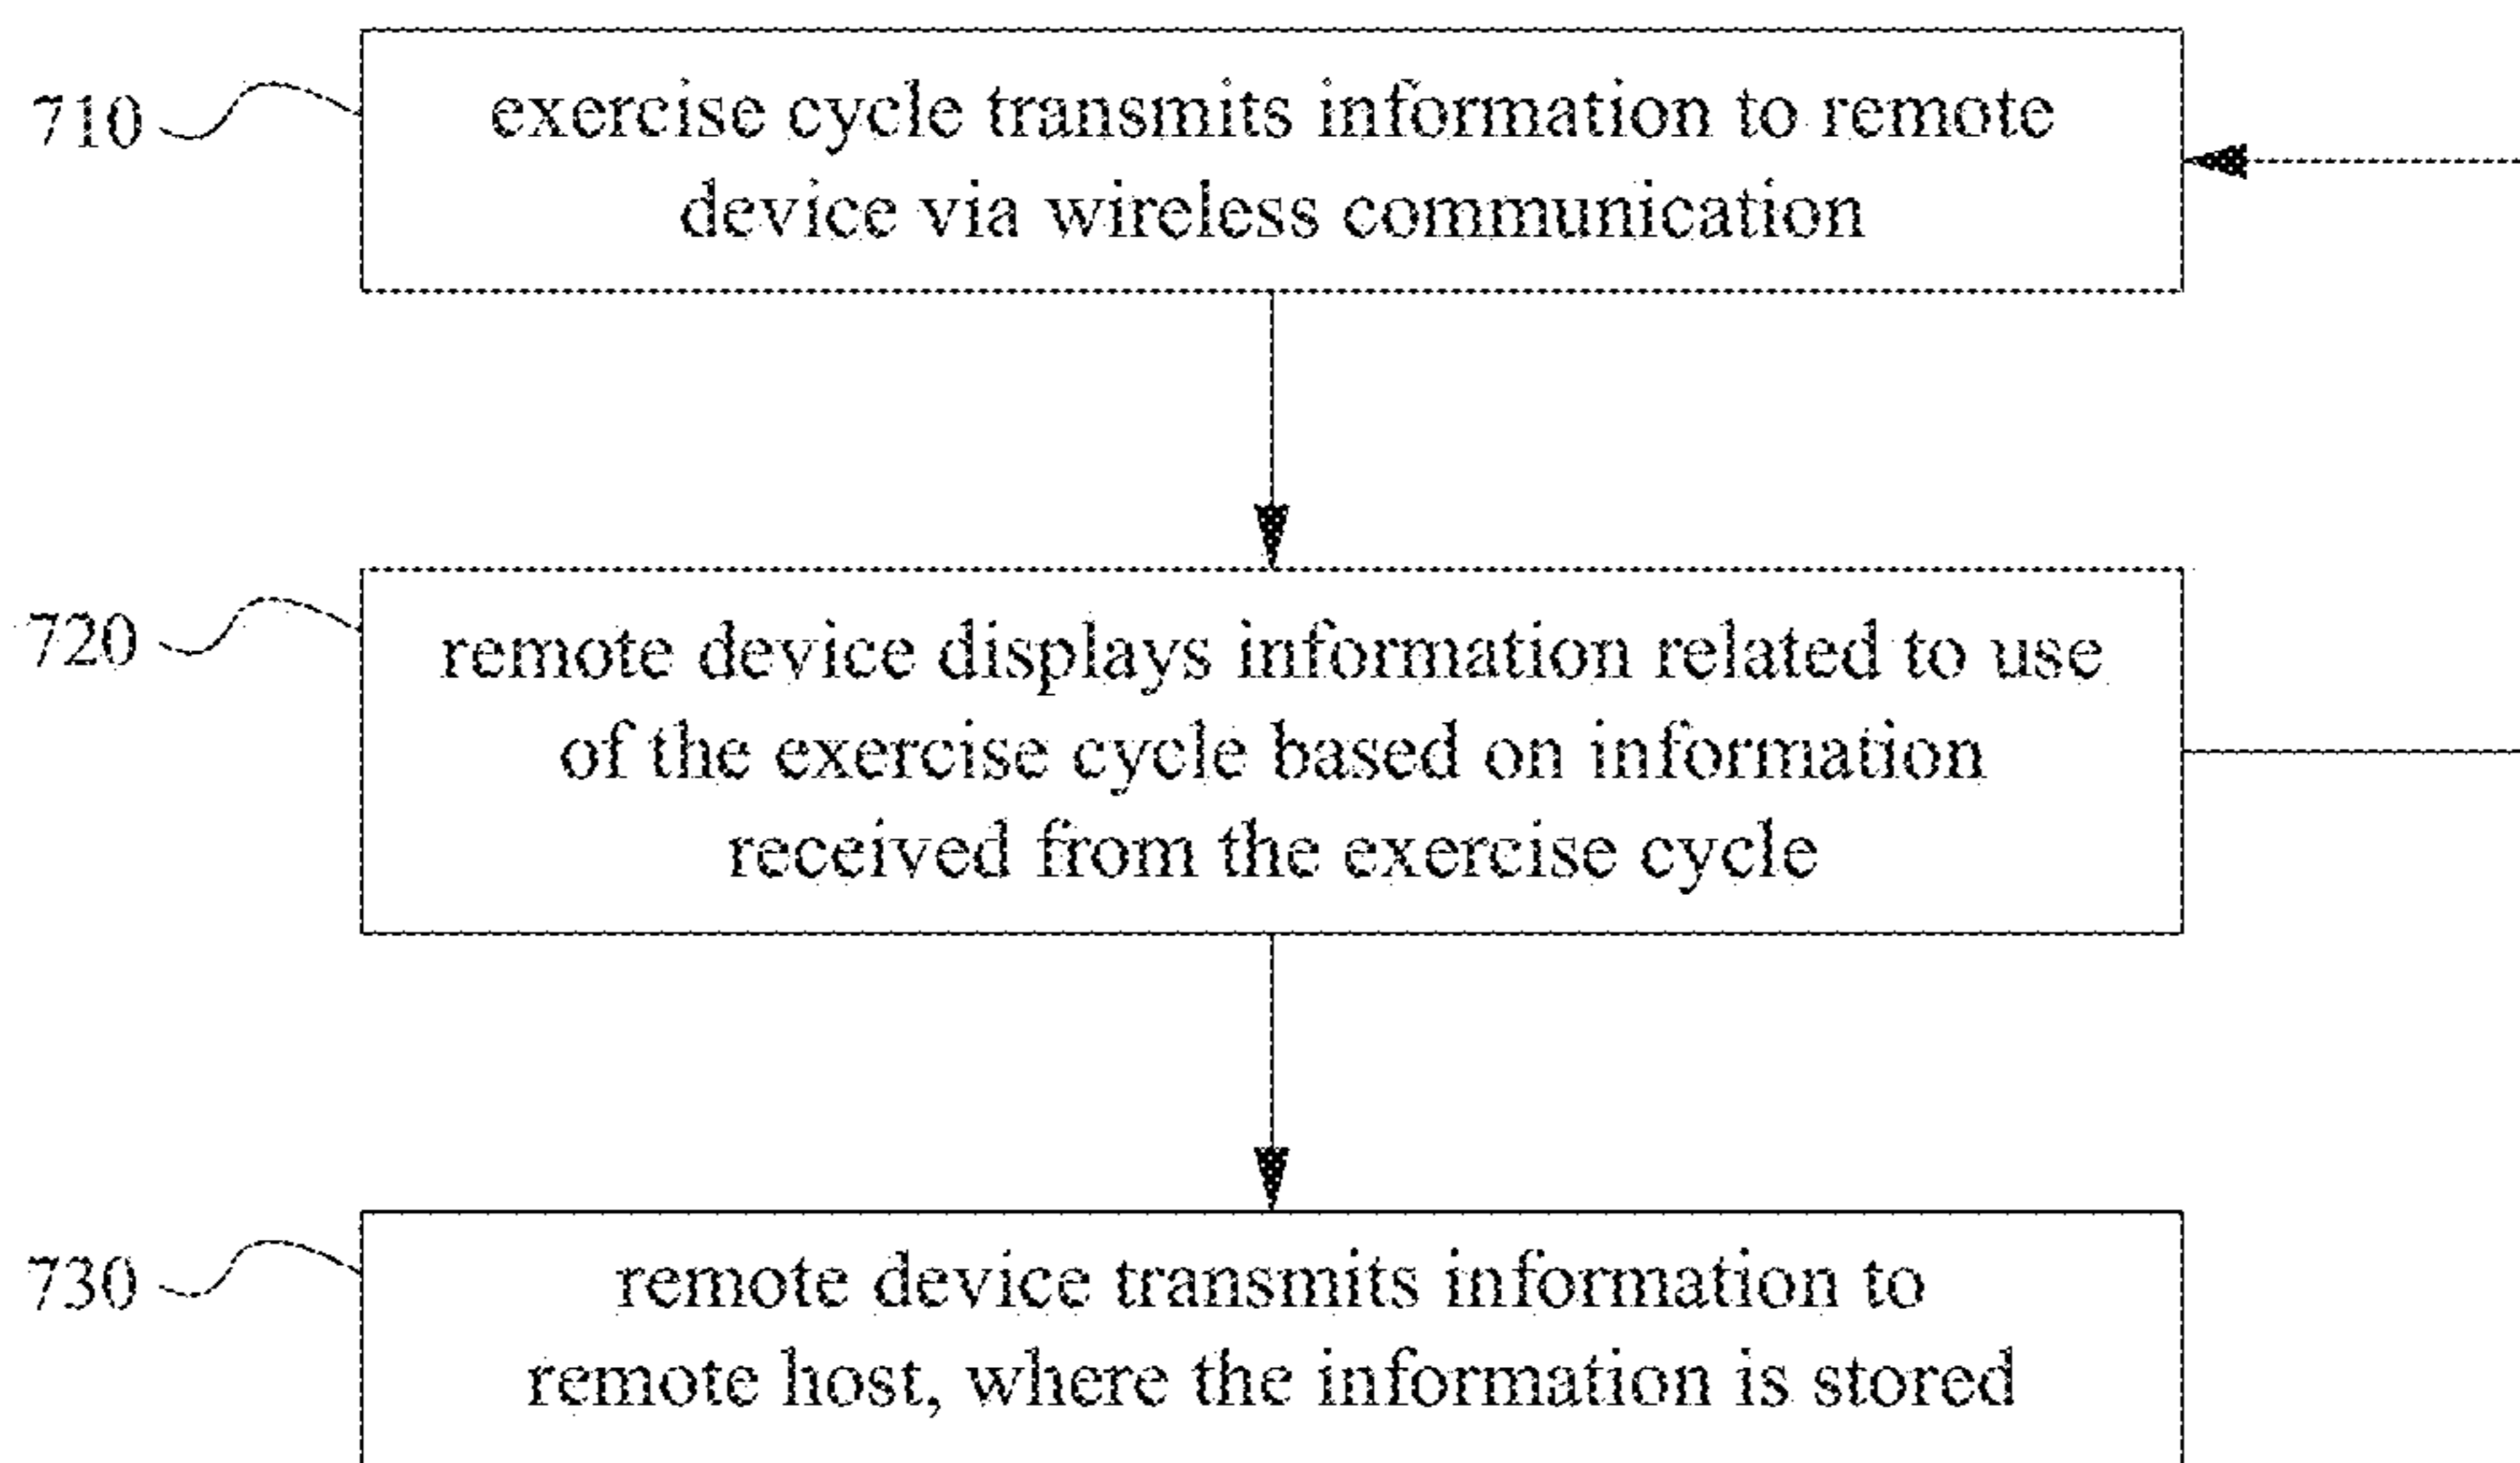 710
exercise cycle transmits information to remote
device via wireless communication
720
remote device displays information related to use
of the exercise cycle based on information
received from the exercise cycle
730
remote device transmits information to
remote host, where the information is stored